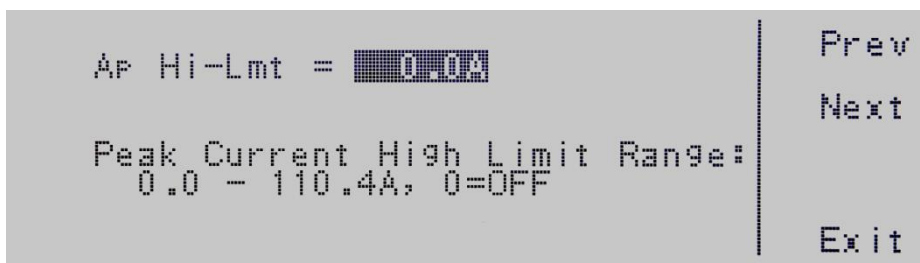 Ap Hi-Lmt = 0.0A
Peak Current High Limit Range:
0.0 - 110.4A, 0=OFF
Prev
Next
Exit